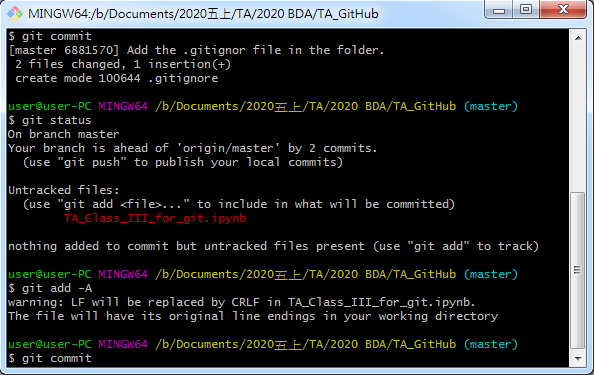 MINGW64:/b/Documents/2020五上/TA/2020 BDA/TA_GitHub
$ git commit
[master 6881570] Add the .gitignor file in the folder.
 2 files changed, 1 insertion(+)
 create mode 100644 .gitignore
user@user-PC MINGW64 /b/Documents/2020五上/TA/2020 BDA/TA_GitHub (master)
$ git status
On branch master
Your branch is ahead of 'origin/master' by 2 commits.
  (use "git push" to publish your local commits)
Untracked files:
  (use "git add <file>..." to include in what will be committed)
        TA_Class_III_for_git.ipynb
nothing added to commit but untracked files present (use "git add" to track)
user@user-PC MINGW64 /b/Documents/2020五上/TA/2020 BDA/TA_GitHub (master)
$ git add -A
warning: LF will be replaced by CRLF in TA_Class_III_for_git.ipynb.
The file will have its original line endings in your working directory
user@user-PC MINGW64 /b/Documents/2020五上/TA/2020 BDA/TA_GitHub (master)
$ git commit